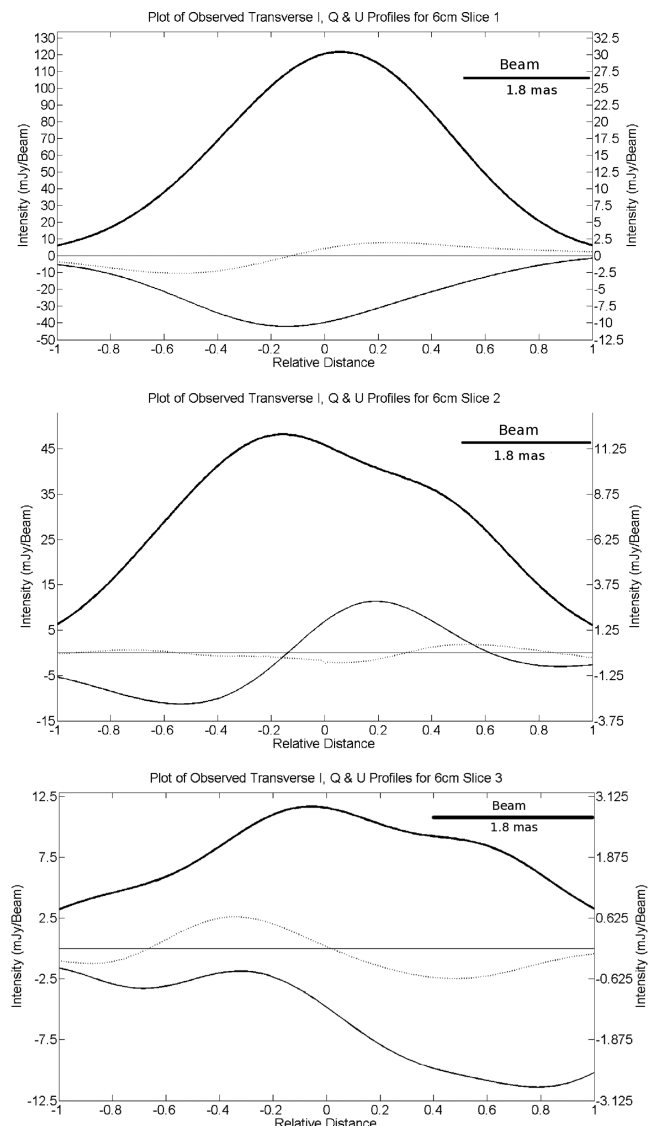 Plot of Observed Transverse I, Q & U Profiles for 6cm Slice 1
130 120 110 100 90 80 70 60 50 40 30 20 10 0 -10 -20 -30 -40 -50
Intensity (mJy/Beam)
Beam
1.8 mas
32.5 30 27.5 25 22.5 20 17.5 15 12.5 10 7.5 5 2.5 0 -2.5 -5 -7.5 -10 -12.5
Intensity (mJy/Beam)
-1 -0.8 -0.6 -0.4 -0.2 0 0.2 0.4 0.6 0.8 1
Relative Distance
Plot of Observed Transverse I, Q & U Profiles for 6cm Slice 2
45 35 25 15 5 -5 -15
Intensity (mJy/Beam)
Beam
1.8 mas
11.25 8.75 6.25 3.75 1.25 -1.25 -3.75
Intensity (mJy/Beam)
-1 -0.8 -0.6 -0.4 -0.2 0 0.2 0.4 0.6 0.8 1
Relative Distance
Plot of Observed Transverse I, Q & U Profiles for 6cm Slice 3
12.5 7.5 2.5 -2.5 -7.5 -12.5
Intensity (mJy/Beam)
Beam
1.8 mas
3.125 1.875 0.625 -0.625 -1.875 -3.125
Intensity (mJy/Beam)
-1 -0.8 -0.6 -0.4 -0.2 0 0.2 0.4 0.6 0.8 1
Relative Distance